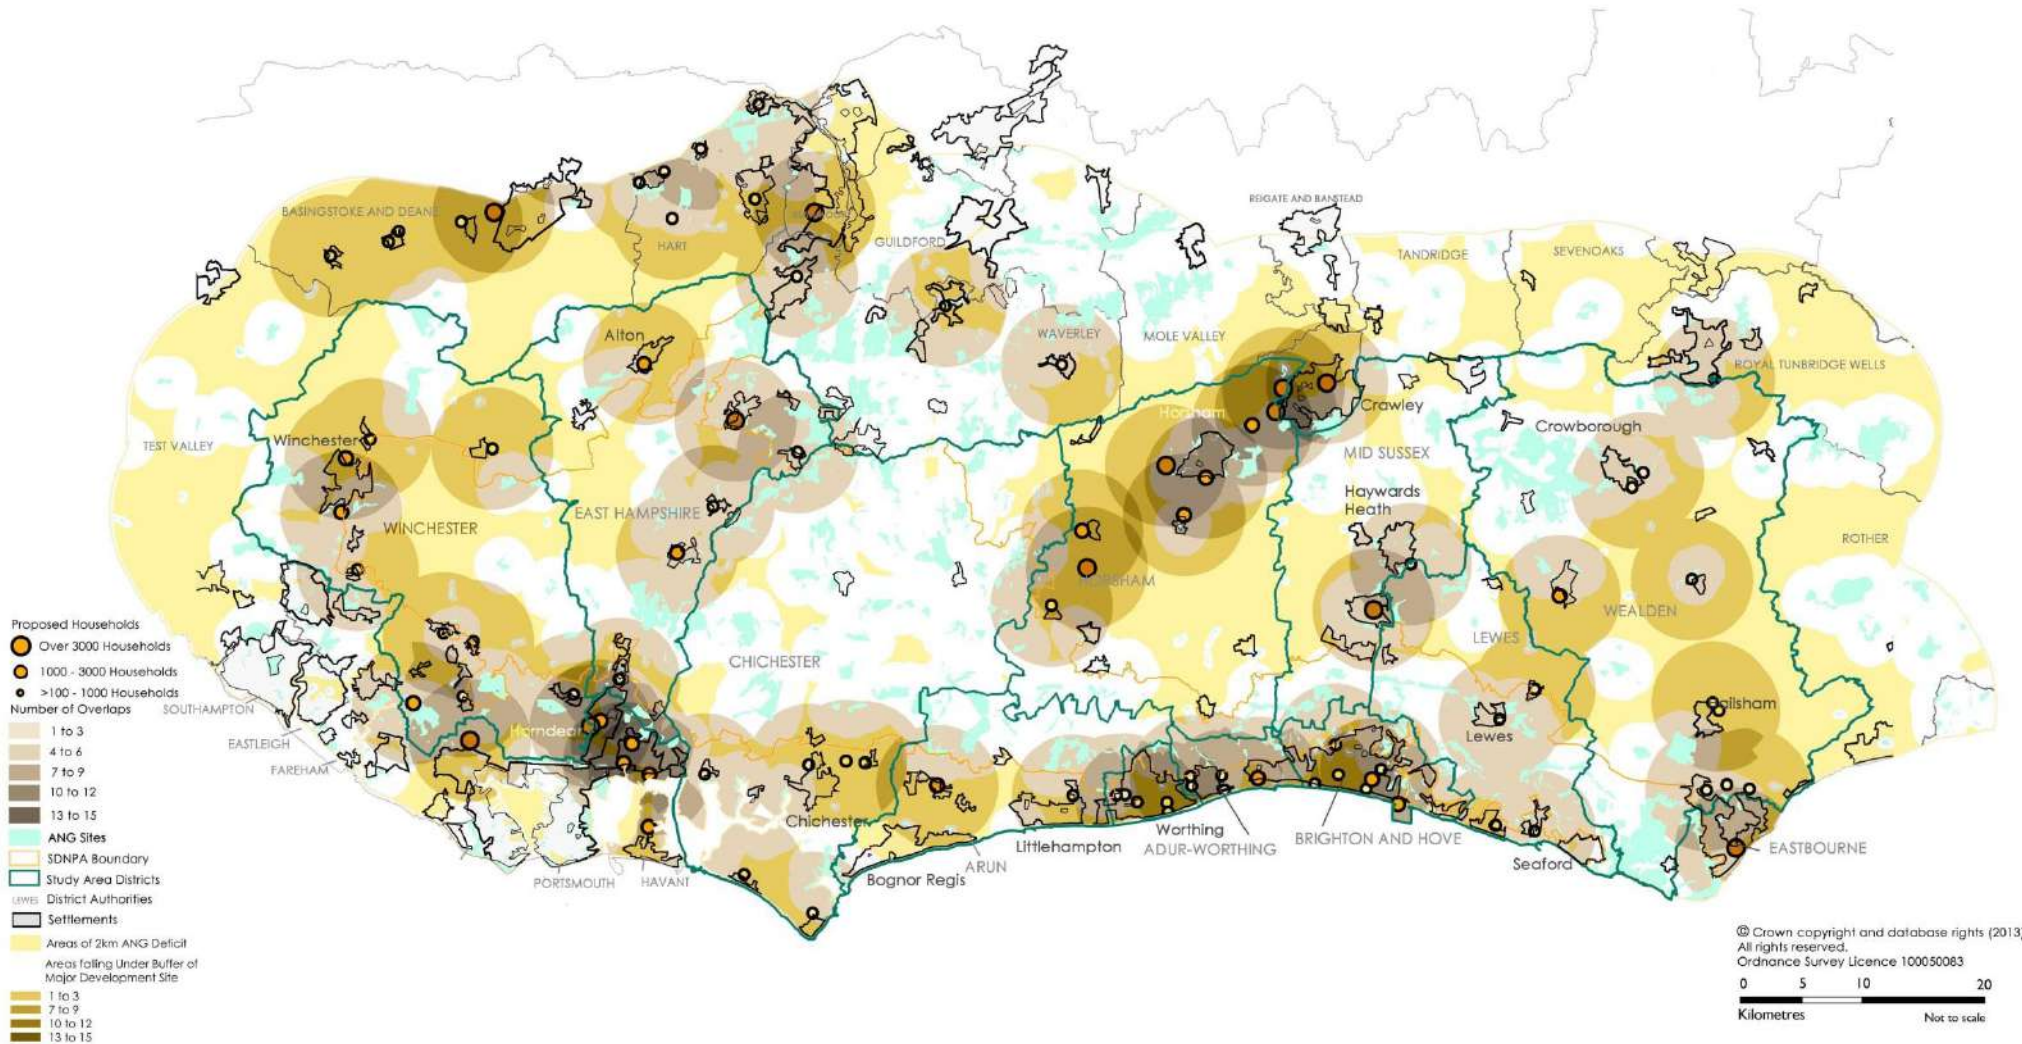 BASINGSTOKE AND DEANE
HART
GUILDFORD
REIGATE AND BANSTEAD
TANDRIDGE
SEVENOAKS
Alton
WAVERLEY
MOLE VALLEY
ROYAL TUNBRIDGE WELLS
Horsham
Crawley
TEST VALLEY
Winchester
Crowborough
MID SUSSEX
Haywards
Heath
WINCHESTER
EAST HAMPSHIRE
ROTHER
HORSHAM
WEALDEN
LEWES
CHICHESTER
Hailsham
SOUTHAMPTON
Horndean
Lewes
EASTLEIGH
FAREHAM
Chichester
Worthing
Littlehampton
ADUR-WORTHING
BRIGHTON AND HOVE
EASTBOURNE
Seaford
ARUN
Bognor Regis
PORTSMOUTH
HAVANT
Proposed Households
Over 3000 Households
1000 - 3000 Households
>100 - 1000 Households
Number of Overlaps
1 to 3
4 to 6
7 to 9
10 to 12
13 to 15
ANG Sites
SDNPA Boundary
Study Area Districts
LEWES District Authorities
Settlements
Areas of 2km ANG Deficit
Areas falling Under Buffer of
Major Development Site
1 to 3
7 to 9
10 to 12
13 to 15
© Crown copyright and database rights (2013)
All rights reserved.
Ordnance Survey Licence 100050083
0 5 10 20
Kilometres
Not to scale